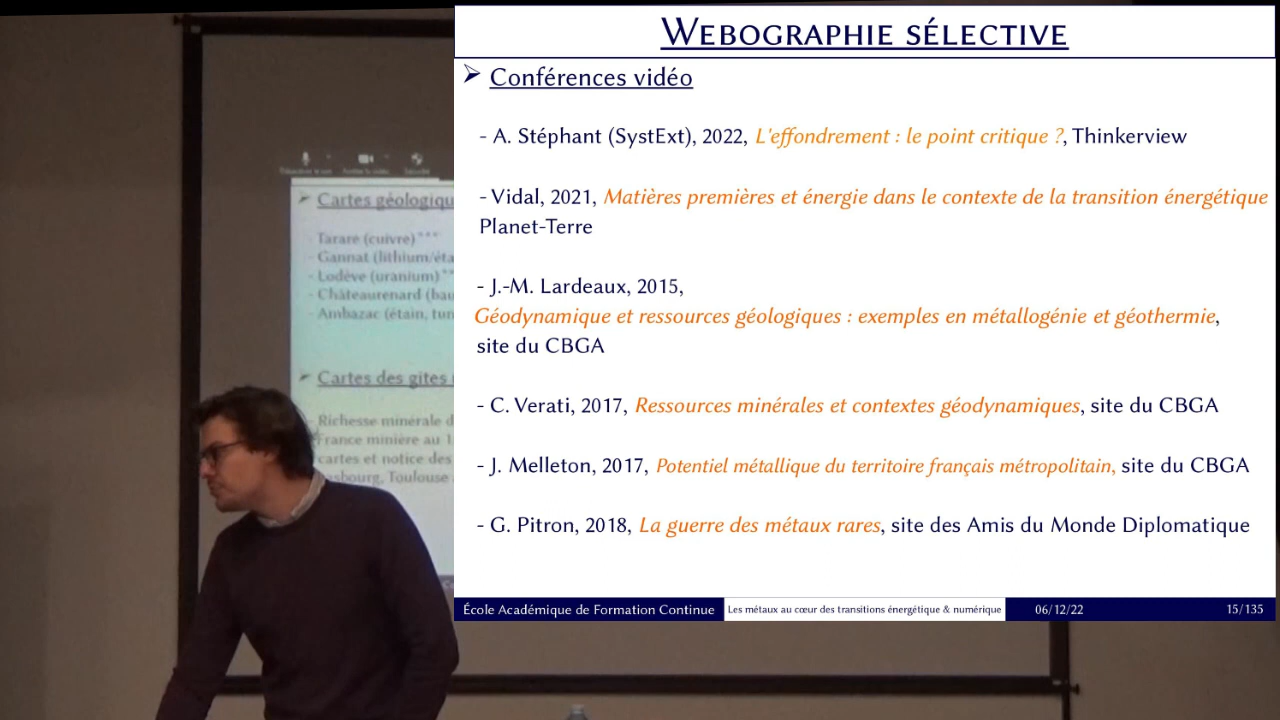 WEBOGRAPHIE SÉLECTIVE
➢ Conférences vidéo
- A. Stéphant (SystExt), 2022, L'effondrement : le point critique ?, Thinkerview
- Vidal, 2021, Matières premières et énergie dans le contexte de la transition énergétique
Planet-Terre
- J.-M. Lardeaux, 2015,
Géodynamique et ressources géologiques : exemples en métallogénie et géothermie,
site du CBGA
- C. Verati, 2017, Ressources minérales et contextes géodynamiques, site du CBGA
- J. Melleton, 2017, Potentiel métallique du territoire français métropolitain, site du CBGA
- G. Pitron, 2018, La guerre des métaux rares, site des Amis du Monde Diplomatique
École Académique de Formation Continue Les métaux au cœur des transitions énergétique & numérique 06/12/22 15/135
➢ Cartes géologiqu
- Tarare (cuivre)***
- Gannat (lithium/éta
- Lodève (uranium)**
- Châteaurenard (bau
- Ambazac (étain, tun
➢ Cartes des gites
- Richesse minérale d
France minière au 1
cartes et notice des
sbourg, Toulouse